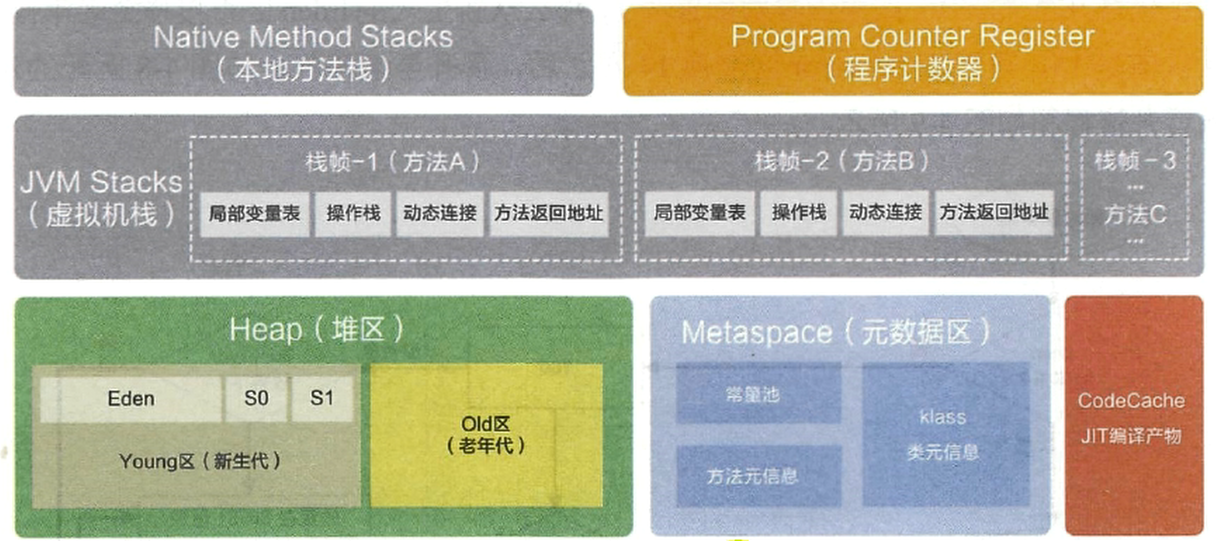 Native Method Stacks
(本地方法栈)
Program Counter Register
(程序计数器)
JVM Stacks
(虚拟机栈)
栈帧-1(方法A)
局部变量表
操作栈
动态连接
方法返回地址
栈帧-2(方法B)
局部变量表
操作栈
动态连接
方法返回地址
栈帧-3
...
方法C
...
Heap(堆区)
Eden
S0
S1
Young区(新生代)
Old区
(老年代)
Metaspace(元数据区)
常量池
方法元信息
klass
类元信息
CodeCache
JIT编译产物